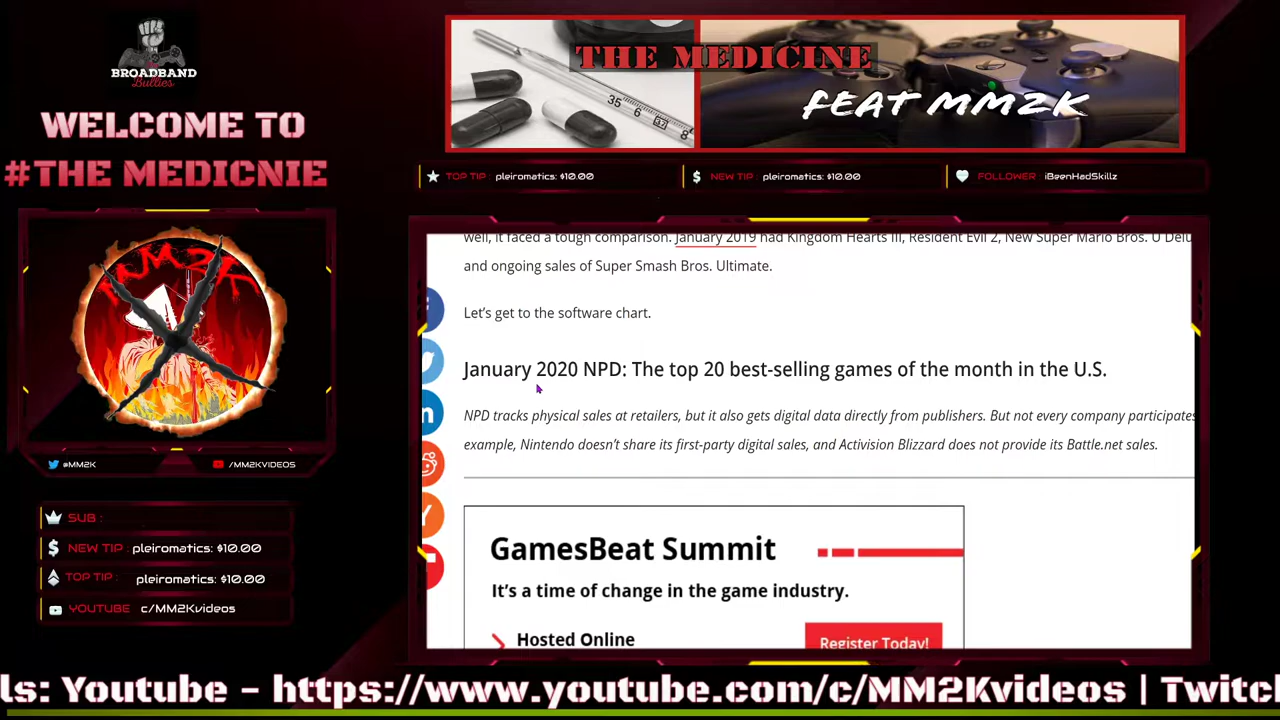 BROADBAND
Bullies
WELCOME TO
#THE MEDICNIE
THE MEDICINE
FEAT MM2K
35 6 37 8
TOP TIP : pleiromatics: $10.00
NEW TIP : pleiromatics: $10.00
FOLLOWER : iBeenHadSkillz
MM2K
@MM2K
/MM2KVIDEOS
SUB :
NEW TIP : pleiromatics: $10.00
TOP TIP : pleiromatics: $10.00
YOUTUBE c/MM2Kvideos
well, it faced a tough comparison. January 2019 had Kingdom Hearts III, Resident Evil 2, New Super Mario Bros. U Delu
and ongoing sales of Super Smash Bros. Ultimate.
Let's get to the software chart.
January 2020 NPD: The top 20 best-selling games of the month in the U.S.
NPD tracks physical sales at retailers, but it also gets digital data directly from publishers. But not every company participates
example, Nintendo doesn't share its first-party digital sales, and Activision Blizzard does not provide its Battle.net sales.
GamesBeat Summit
It's a time of change in the game industry.
Hosted Online
Register Today!
ls: Youtube - https://www.youtube.com/c/MM2Kvideos | Twitch